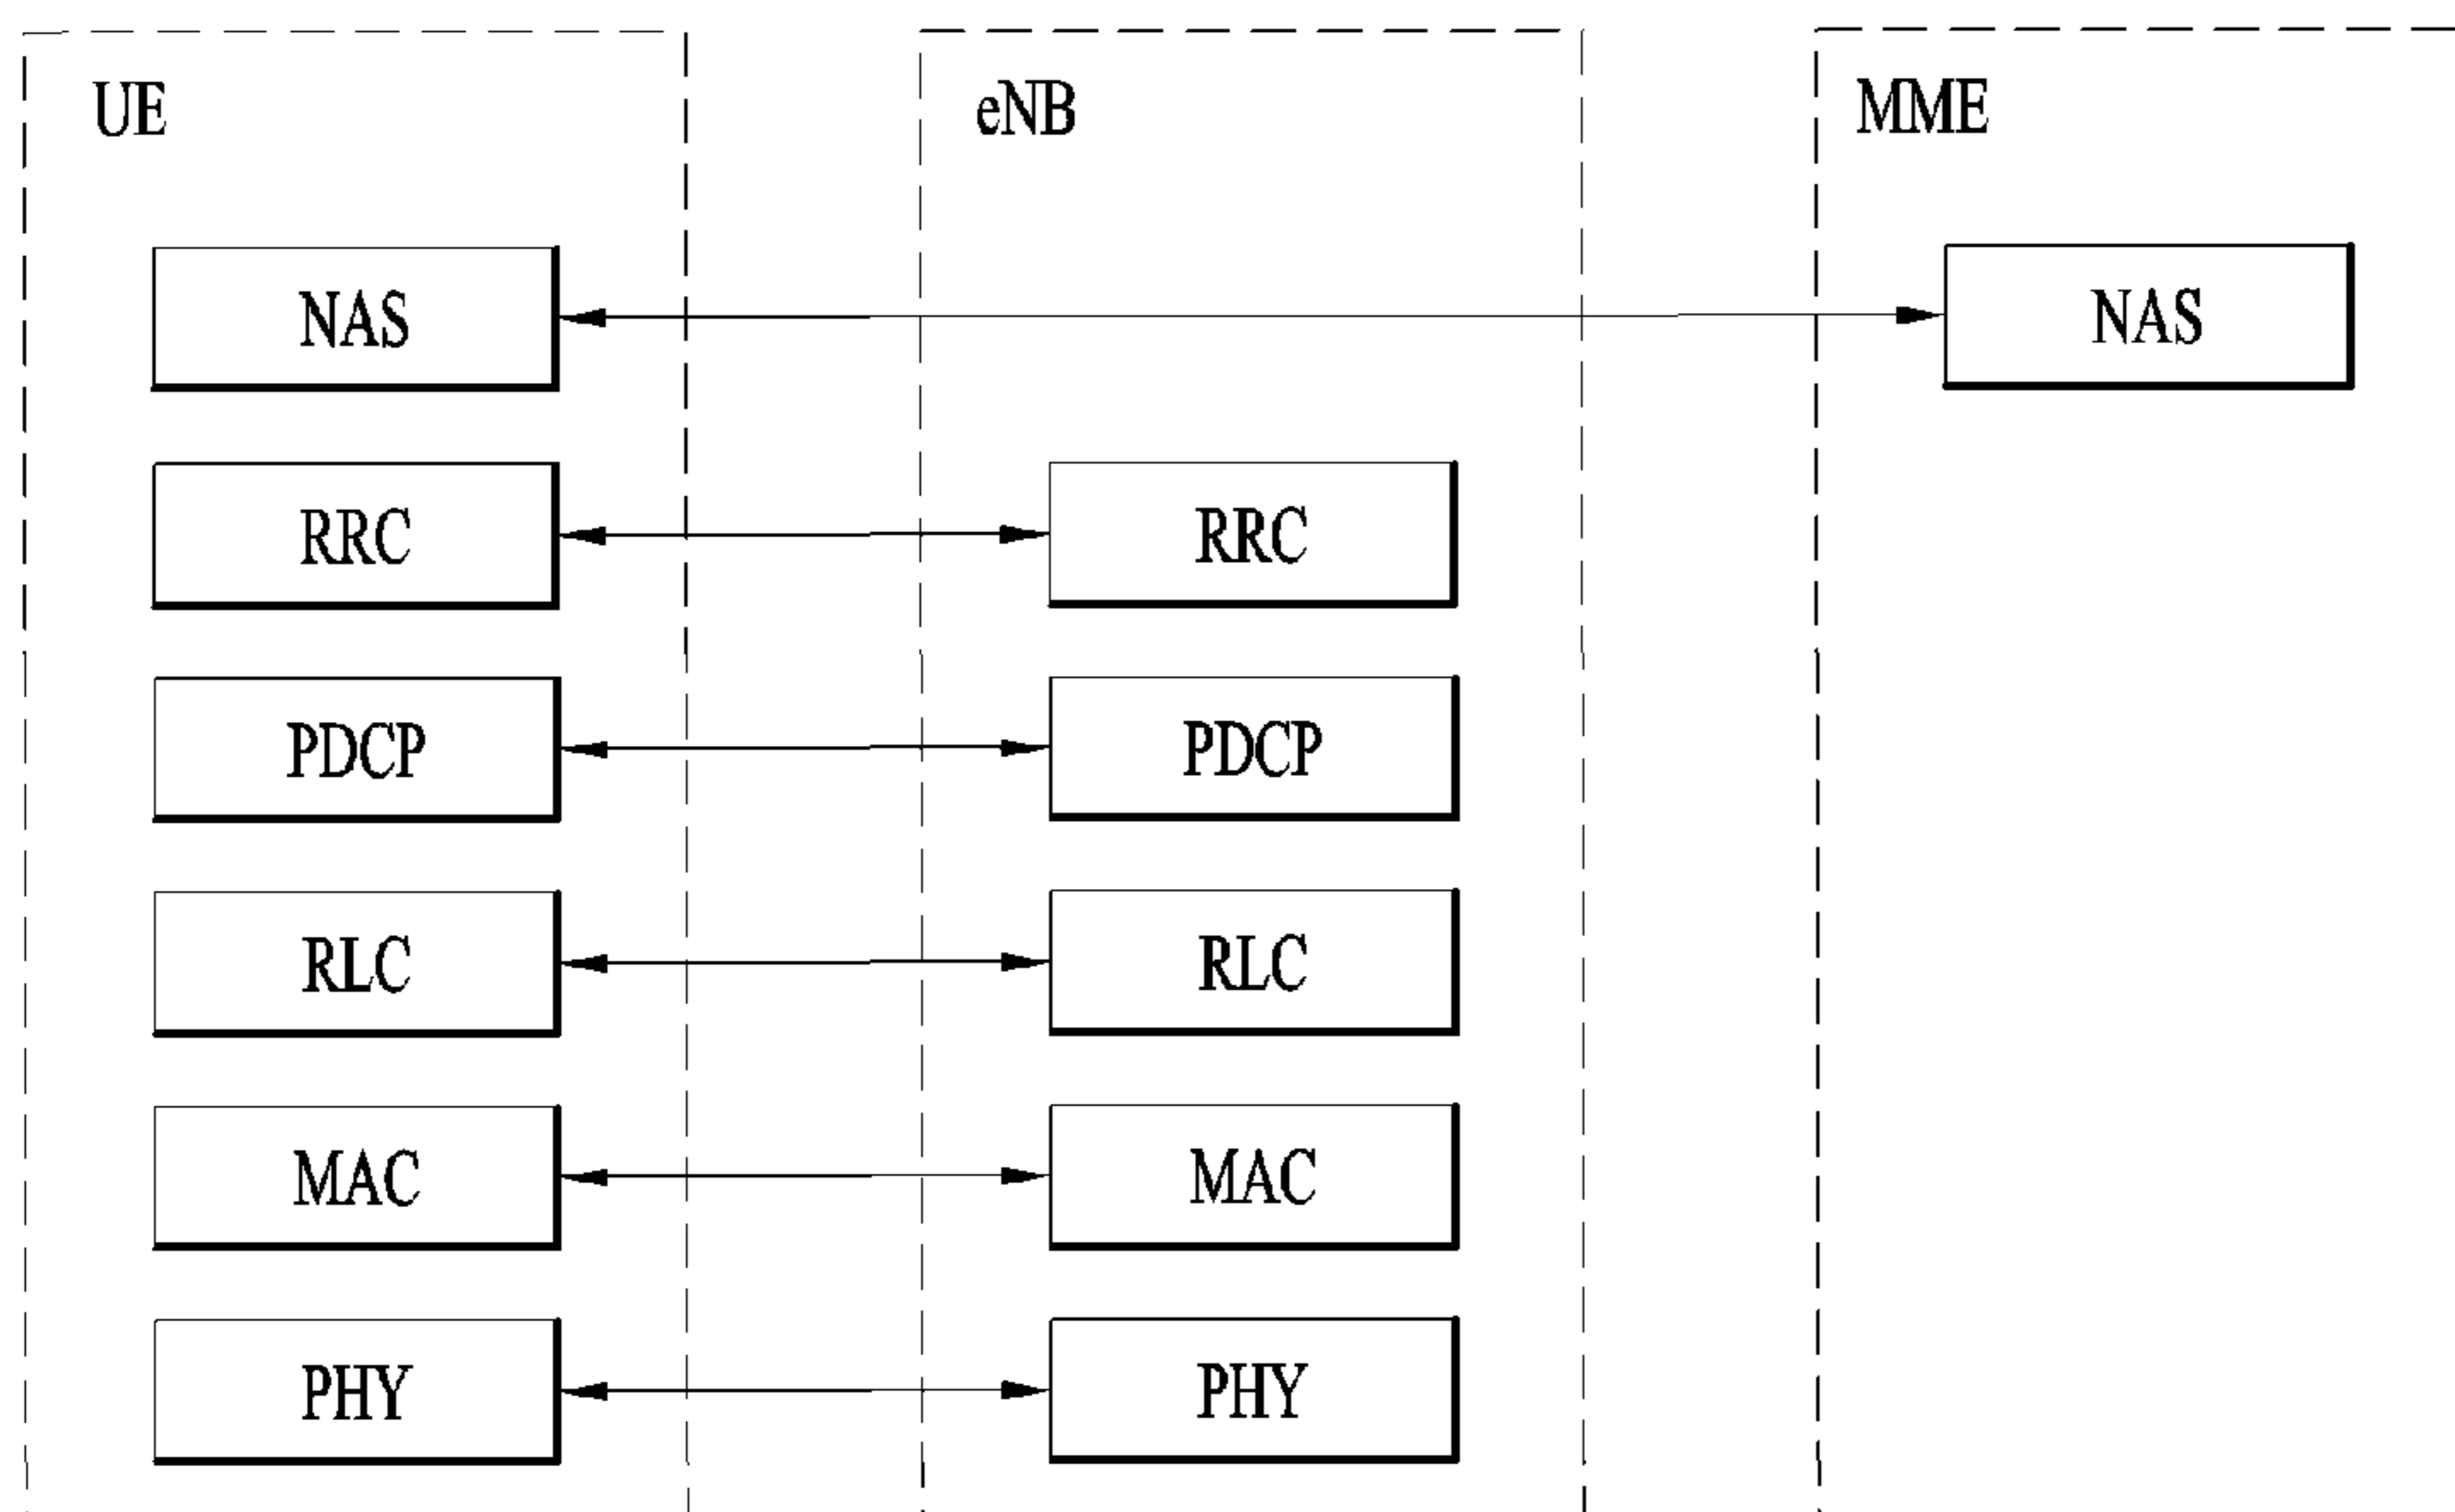 UE
eNB
MME
NAS
NAS
RRC
RRC
PDCP
PDCP
RLC
RLC
MAC
MAC
PHY
PHY